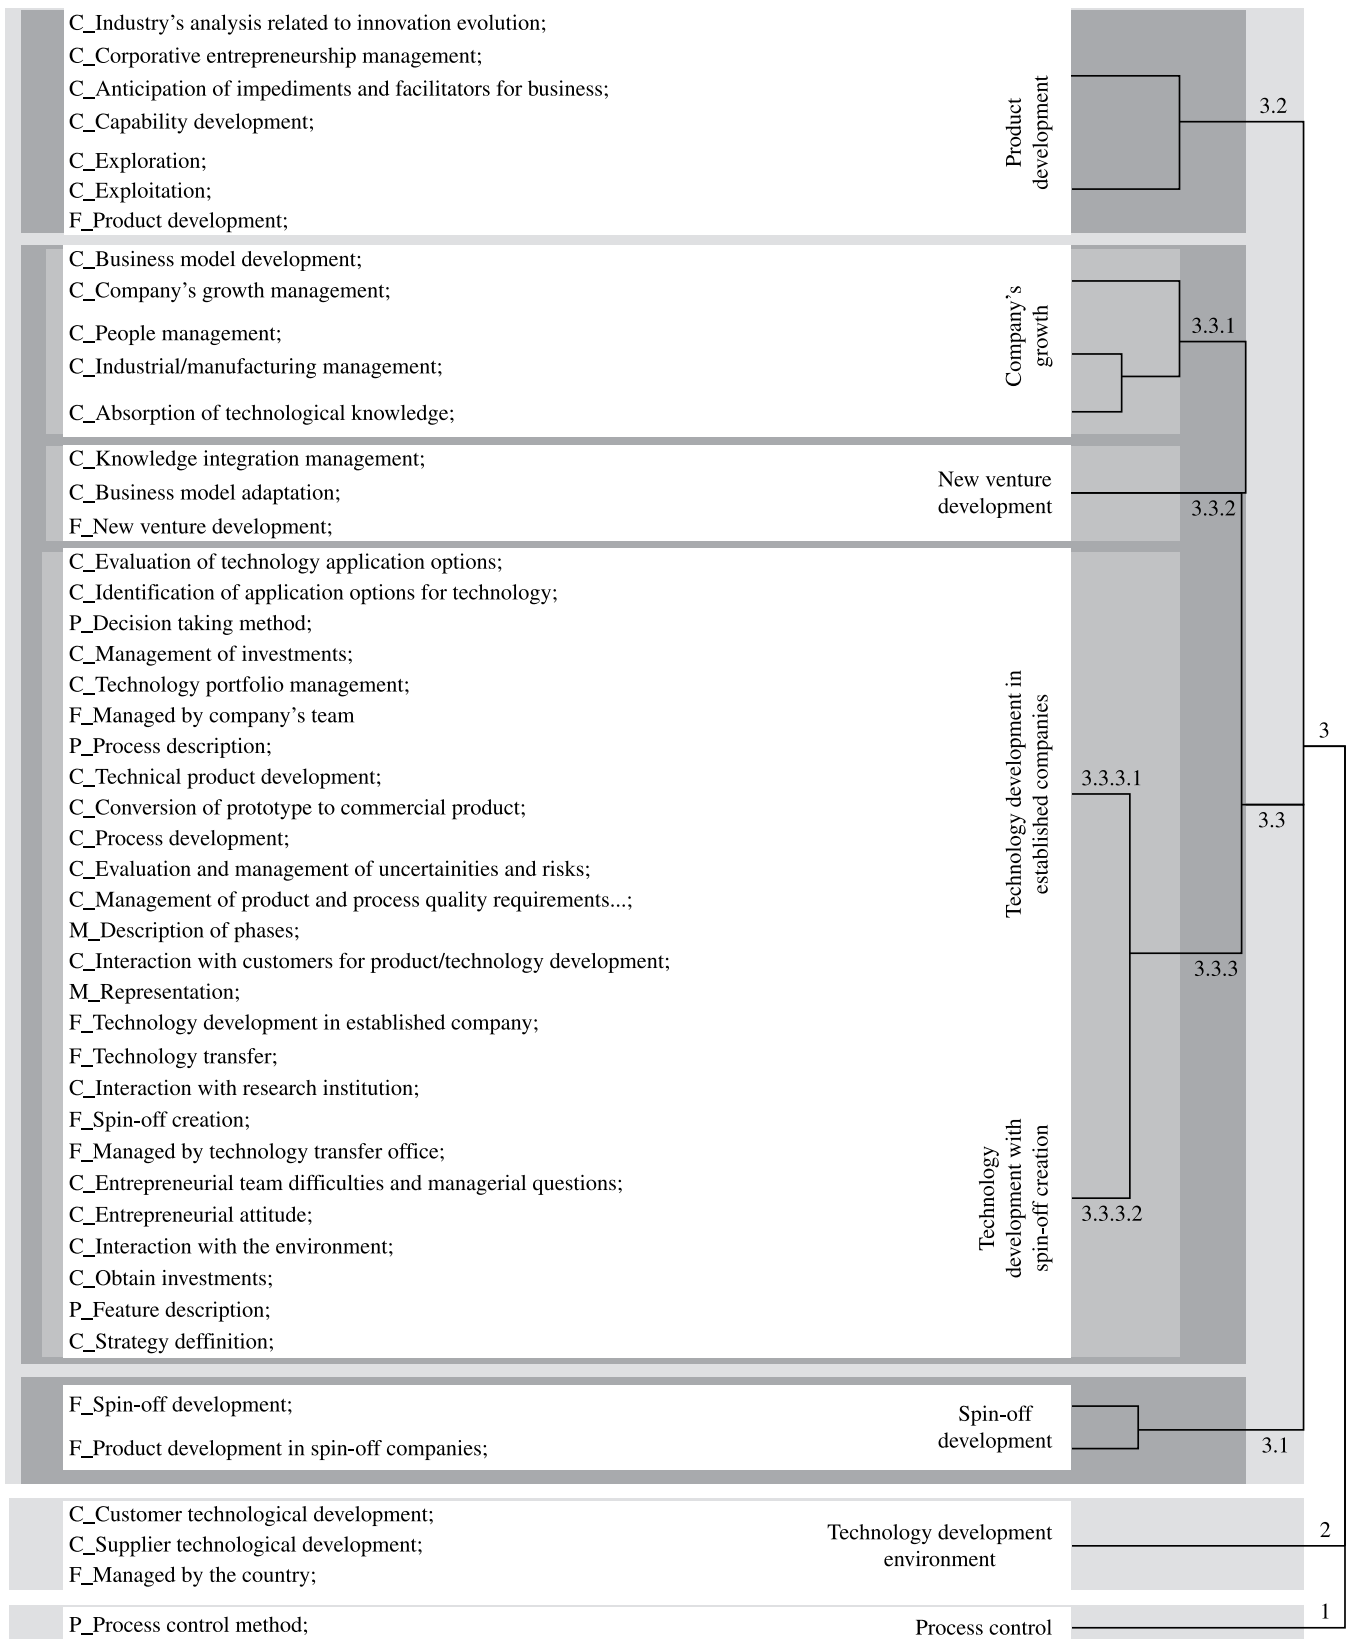 C_Industry's analysis related to innovation evolution;
C_Corporative entrepreneurship management;
C_Anticipation of impediments and facilitators for business;
C_Capability development;
C_Exploration;
C_Exploitation;
F_Product development;
Product
development
3.2
C_Business model development;
C_Company's growth management;
C_People management;
C_Industrial/manufacturing management;
C_Absorption of technological knowledge;
Company's
growth
3.3.1
C_Knowledge integration management;
C_Business model adaptation;
F_New venture development;
New venture
development
3.3.2
C_Evaluation of technology application options;
C_Identification of application options for technology;
P_Decision taking method;
C_Management of investments;
C_Technology portfolio management;
F_Managed by company's team
P_Process description;
C_Technical product development;
C_Conversion of prototype to commercial product;
C_Process development;
C_Evaluation and management of uncertainities and risks;
C_Management of product and process quality requirements...;
M_Description of phases;
C_Interaction with customers for product/technology development;
M_Representation;
F_Technology development in established company;
Technology development in
established companies
3.3.3.1
3
3.3
3.3.3
F_Technology transfer;
C_Interaction with research institution;
F_Spin-off creation;
F_Managed by technology transfer office;
C_Entrepreneurial team difficulties and managerial questions;
C_Entrepreneurial attitude;
C_Interaction with the environment;
C_Obtain investments;
P_Feature description;
C_Strategy deffinition;
Technology
development with
spin-off creation
3.3.3.2
F_Spin-off development;
F_Product development in spin-off companies;
Spin-off
development
3.1
C_Customer technological development;
C_Supplier technological development;
F_Managed by the country;
Technology development
environment
2
P_Process control method;
Process control
1